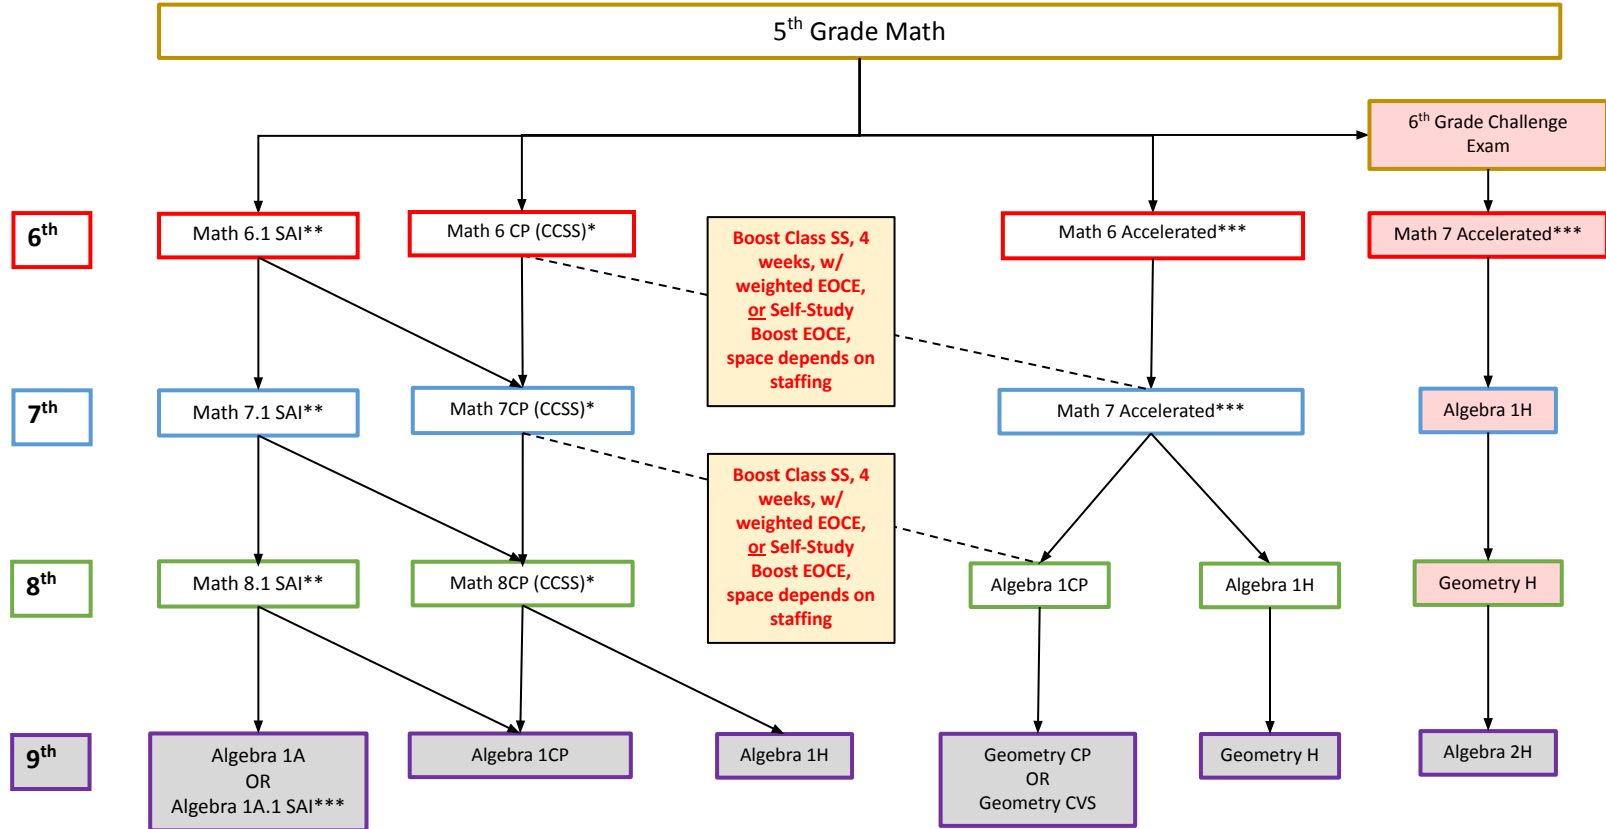 5th Grade Math
6th Grade Challenge
Exam
6th
Math 6.1 SAI**
Math 6 CP (CCSS)*
Boost Class SS, 4
weeks, w/
weighted EOCE,
or Self-Study
Boost EOCE,
space depends on
staffing
Math 6 Accelerated***
Math 7 Accelerated***
7th
Math 7.1 SAI**
Math 7CP (CCSS)*
Math 7 Accelerated***
Algebra 1H
Boost Class SS, 4
weeks, w/
weighted EOCE,
or Self-Study
Boost EOCE,
space depends on
staffing
8th
Math 8.1 SAI**
Math 8CP (CCSS)*
Algebra 1CP
Algebra 1H
Geometry H
9th
Algebra 1A
OR
Algebra 1A.1 SAI***
Algebra 1CP
Algebra 1H
Geometry CP
OR
Geometry CVS
Geometry H
Algebra 2H